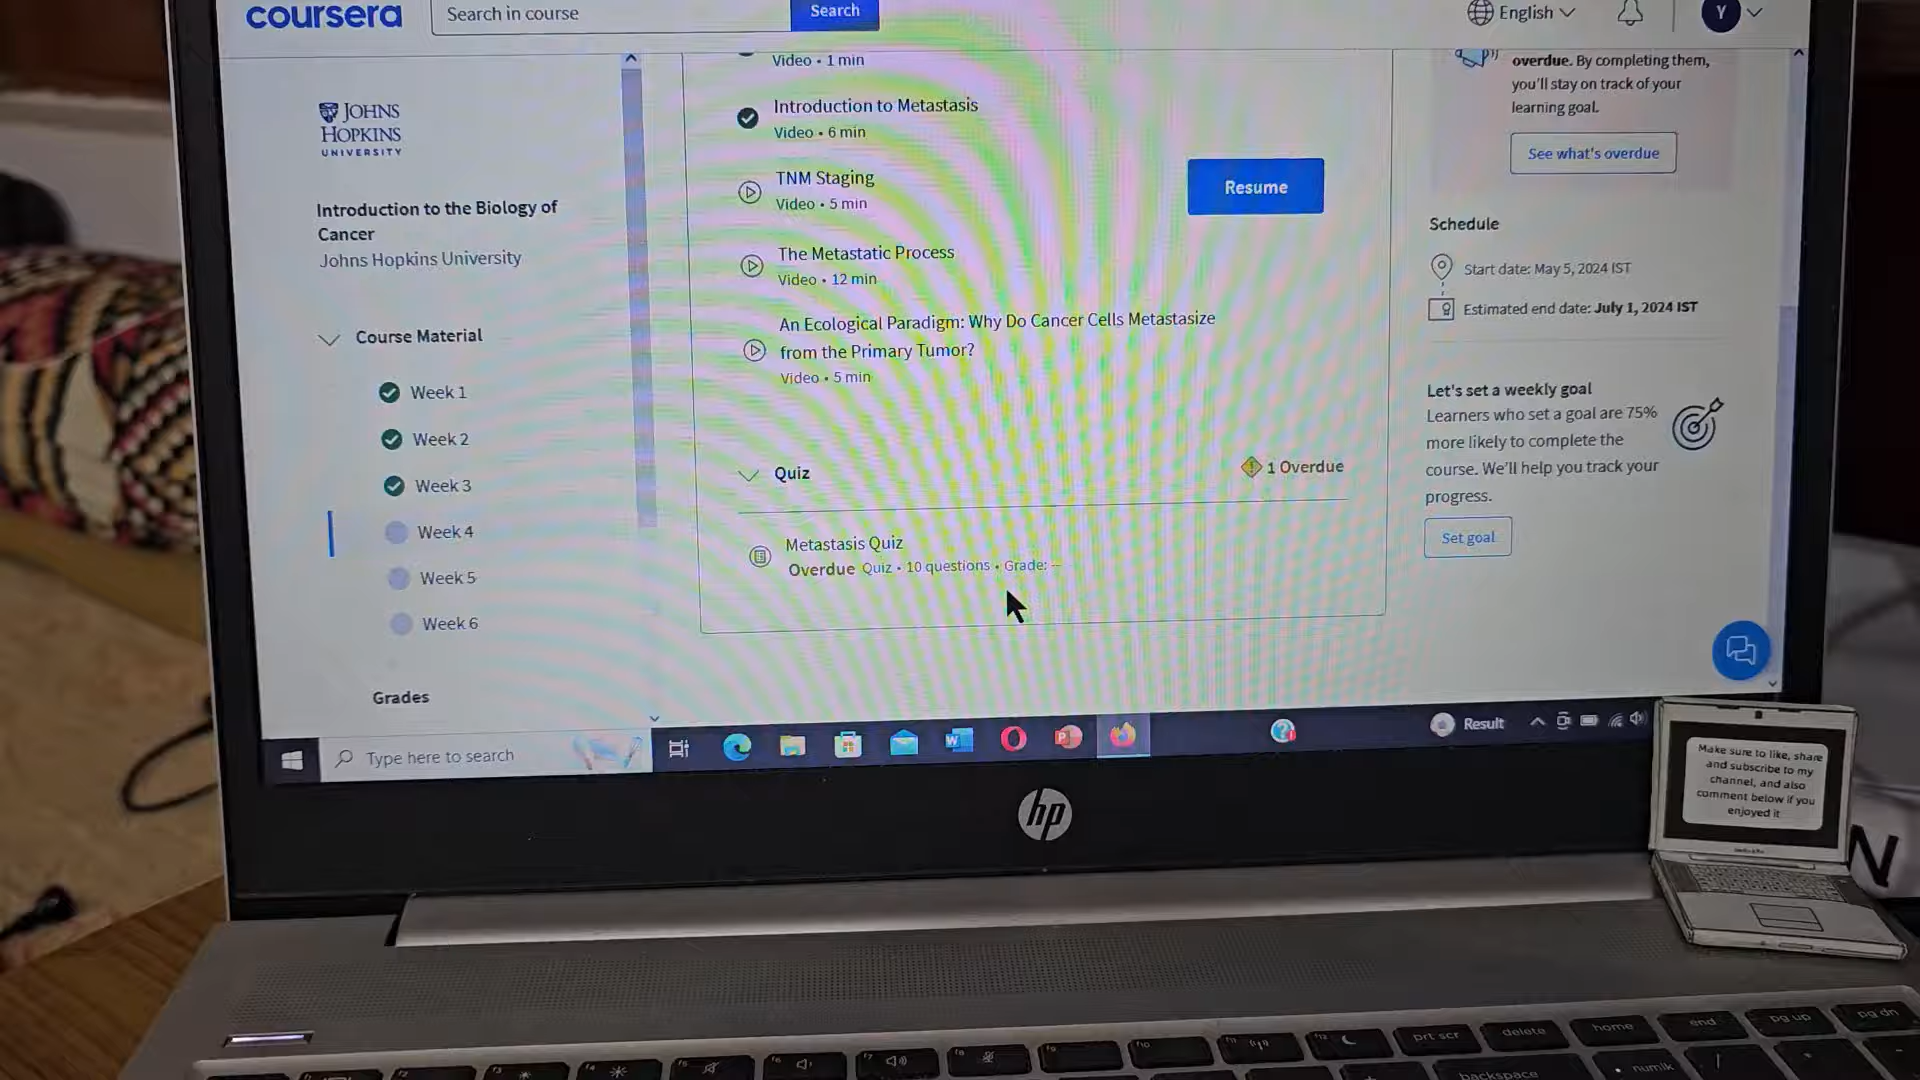 coursera
Search in course
Search
English
Y
JOHNS
HOPKINS
UNIVERSITY
Introduction to the Biology of
Cancer
Johns Hopkins University
Course Material
Week 1
Week 2
Week 3
Week 4
Week 5
Week 6
Grades
Video • 1 min
Introduction to Metastasis
Video • 6 min
TNM Staging
Video • 5 min
Resume
The Metastatic Process
Video • 12 min
An Ecological Paradigm: Why Do Cancer Cells Metastasize
from the Primary Tumor?
Video • 5 min
Quiz
1 Overdue
Metastasis Quiz
Overdue Quiz • 10 questions • Grade: --
overdue. By completing them,
you'll stay on track of your
learning goal.
See what's overdue
Schedule
Start date: May 5, 2024 IST
Estimated end date: July 1, 2024 IST
Let's set a weekly goal
Learners who set a goal are 75%
more likely to complete the
course. We'll help you track your
progress.
Set goal
Type here to search
Result
hp
Make sure to like, share
and subscribe to my
channel, and also
comment below if you
enjoyed it
N
prt scr
delete
home
end
pg up
pg dn
backspace
num lk